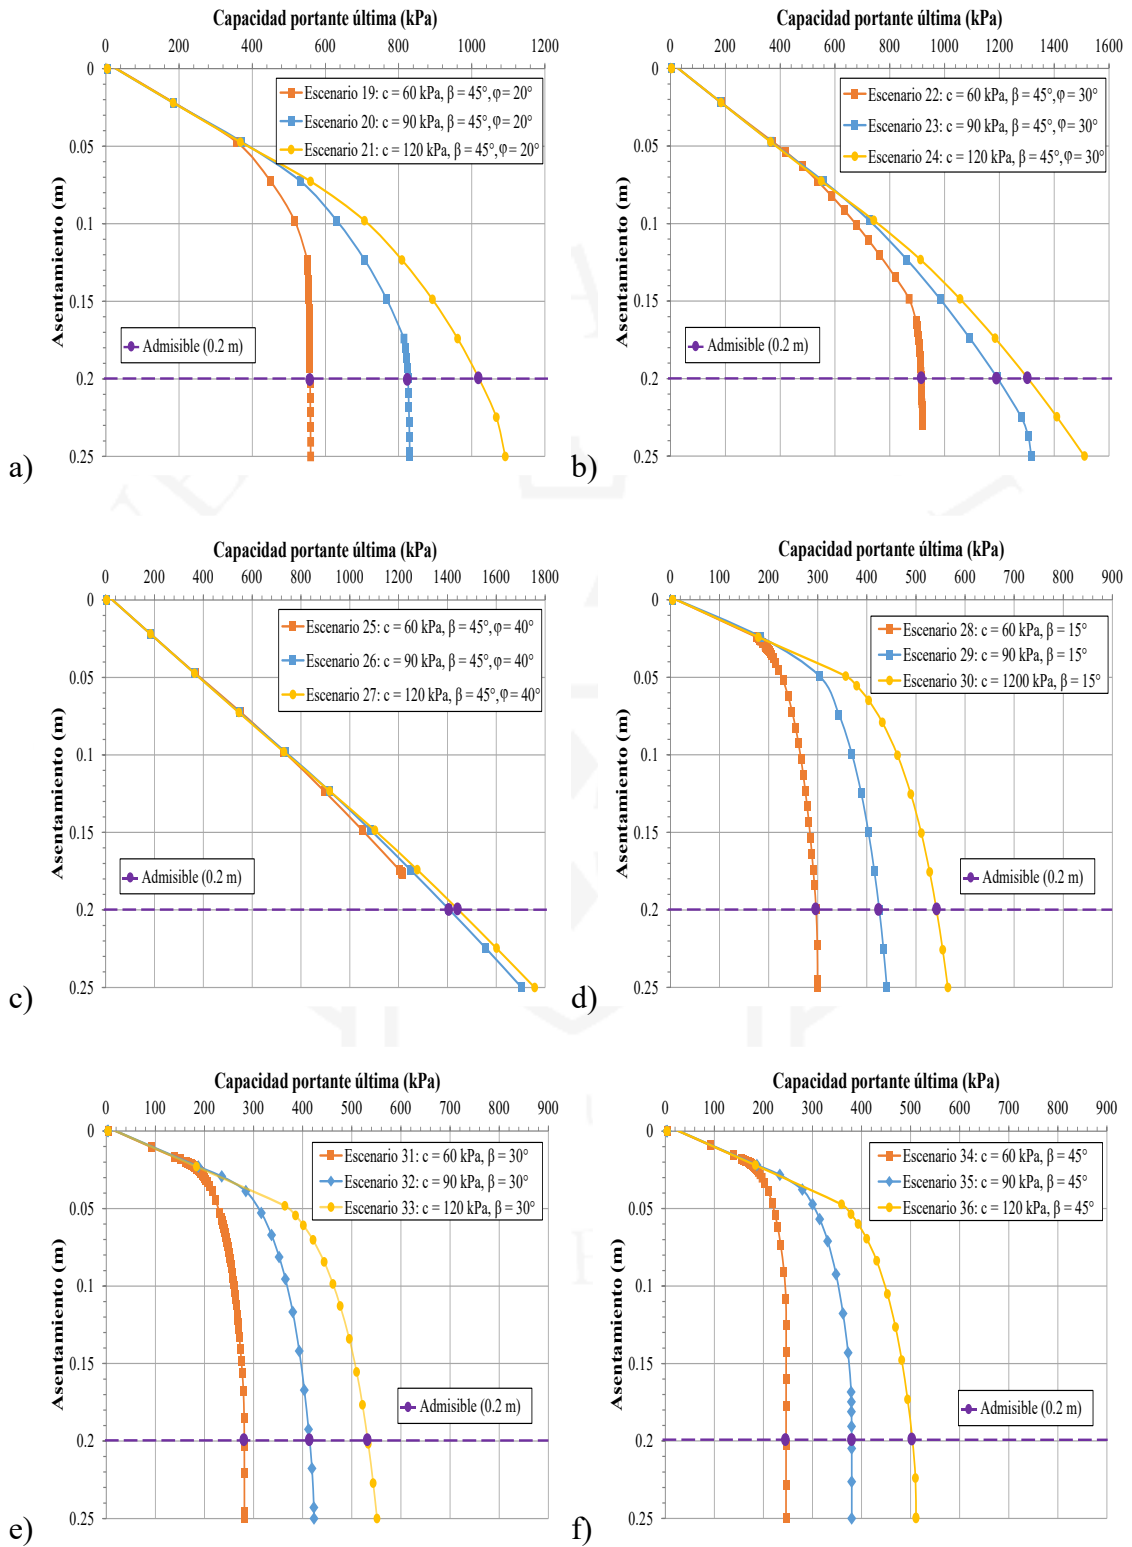 Capacidad portante última (kPa)
0 200 400 600 800 1000 1200
0
0.05
0.1
0.15
0.2
0.25
Asentamiento (m)
Escenario 19: c = 60 kPa, β = 45°, φ = 20°
Escenario 20: c = 90 kPa, β = 45°, φ = 20°
Escenario 21: c = 120 kPa, β = 45°, φ = 20°
Admisible (0.2 m)
a)
Capacidad portante última (kPa)
0 200 400 600 800 1000 1200 1400 1600
0
0.05
0.1
0.15
0.2
0.25
Asentamiento (m)
Escenario 22: c = 60 kPa, β = 45°, φ = 30°
Escenario 23: c = 90 kPa, β = 45°, φ = 30°
Escenario 24: c = 120 kPa, β = 45°, φ = 30°
Admisible (0.2 m)
b)
Capacidad portante última (kPa)
0 200 400 600 800 1000 1200 1400 1600 1800
0
0.05
0.1
0.15
0.2
0.25
Asentamiento (m)
Escenario 25: c = 60 kPa, β = 45°, φ = 40°
Escenario 26: c = 90 kPa, β = 45°, φ = 40°
Escenario 27: c = 120 kPa, β = 45°, φ = 40°
Admisible (0.2 m)
c)
Capacidad portante última (kPa)
0 100 200 300 400 500 600 700 800 900
0
0.05
0.1
0.15
0.2
0.25
Asentamiento (m)
Escenario 28: c = 60 kPa, β = 15°
Escenario 29: c = 90 kPa, β = 15°
Escenario 30: c = 1200 kPa, β = 15°
Admisible (0.2 m)
d)
Capacidad portante última (kPa)
0 100 200 300 400 500 600 700 800 900
0
0.05
0.1
0.15
0.2
0.25
Asentamiento (m)
Escenario 31: c = 60 kPa, β = 30°
Escenario 32: c = 90 kPa, β = 30°
Escenario 33: c = 120 kPa, β = 30°
Admisible (0.2 m)
e)
Capacidad portante última (kPa)
0 100 200 300 400 500 600 700 800 900
0
0.05
0.1
0.15
0.2
0.25
Asentamiento (m)
Escenario 34: c = 60 kPa, β = 45°
Escenario 35: c = 90 kPa, β = 45°
Escenario 36: c = 120 kPa, β = 45°
Admisible (0.2 m)
f)